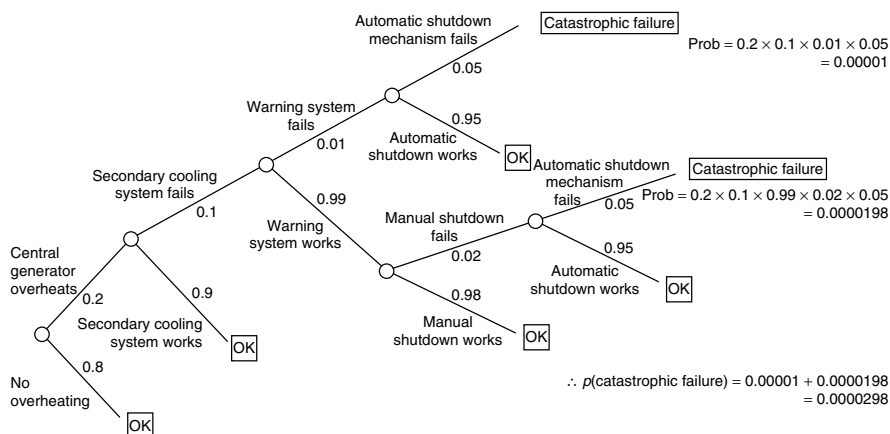 Automatic shutdown
mechanism fails
Catastrophic failure
Prob = 0.2 × 0.1 × 0.01 × 0.05
= 0.00001
0.05
Warning system
fails
0.01
0.95
Automatic
shutdown works
OK
Secondary cooling
system fails
0.1
0.99
Warning
system works
Automatic shutdown
mechanism
fails
0.05
Catastrophic failure
Prob = 0.2 × 0.1 × 0.99 × 0.02 × 0.05
= 0.0000198
Manual shutdown
fails
0.02
0.95
Automatic
shutdown works
OK
Central
generator
overheats
0.2
0.9
Secondary cooling
system works
OK
0.98
Manual
shutdown works
OK
0.8
No
overheating
OK
∴ p(catastrophic failure) = 0.00001 + 0.0000198
= 0.0000298